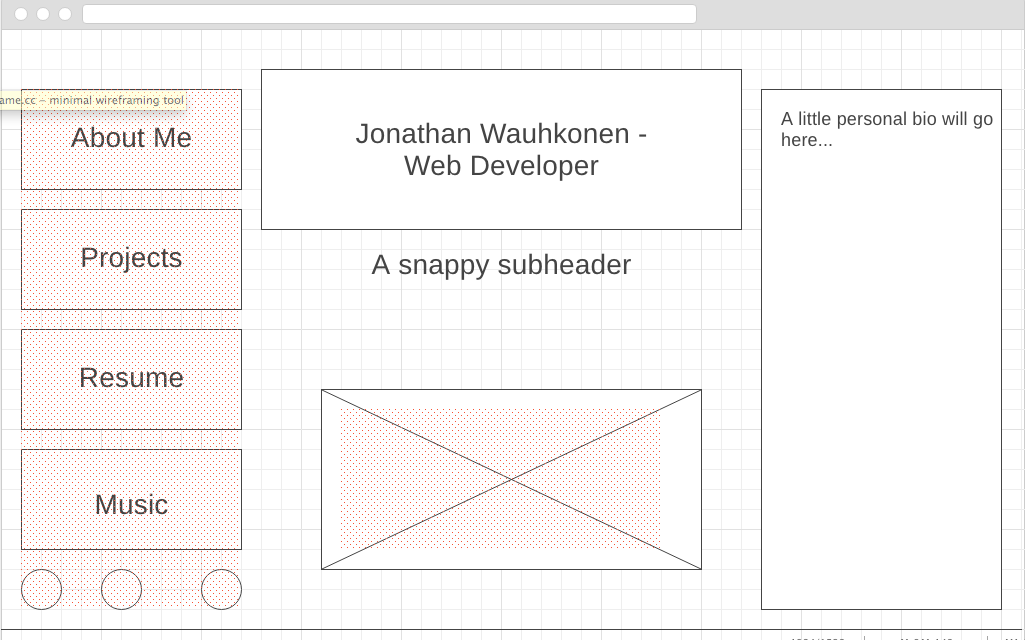 ame.cc – minimal wireframing tool
About Me
Projects
Resume
Music
Jonathan Wauhkonen -
Web Developer
A snappy subheader
A little personal bio will go
here...